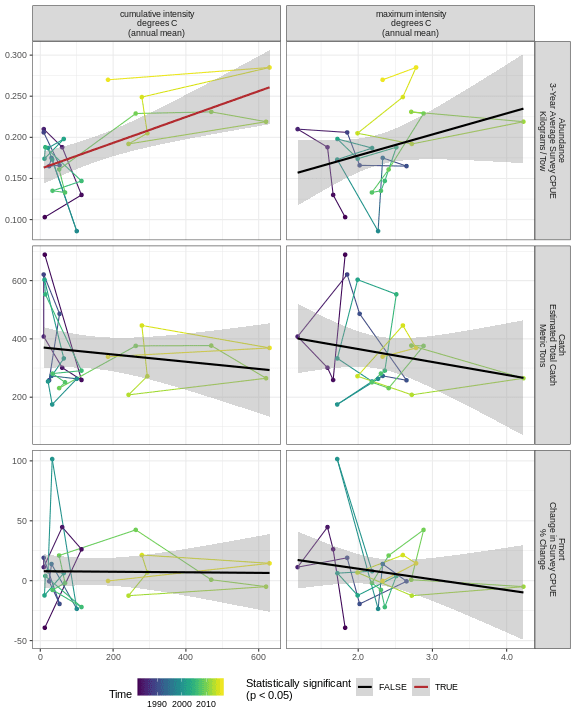 cumulative intensity
degrees C
(annual mean)
maximum intensity
degrees C
(annual mean)
0.300
0.250
0.200
0.150
0.100
Abundance
3-Year Average Survey CPUE
Kilograms / Tow
600
400
200
Catch
Estimated Total Catch
Metric Tons
100
50
0
-50
Fmort
Change in Survey CPUE
% Change
0 200 400 600
2.0 3.0 4.0
Time
1990 2000 2010
Statistically significant
(p < 0.05)
FALSE
TRUE